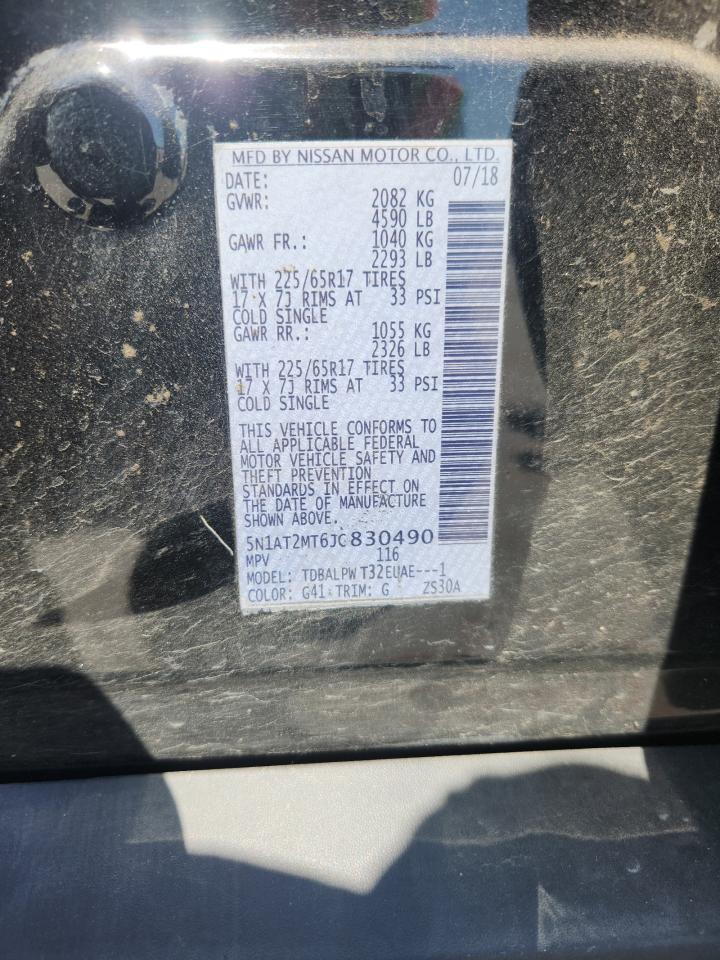 MFD BY NISSAN MOTOR CO., LTD.
DATE: 07/18
GVWR: 2082 KG
4590 LB
GAWR FR.: 1040 KG
2293 LB
WITH 225/65R17 TIRES
17 X 7J RIMS AT 33 PSI
COLD SINGLE
GAWR RR.: 1055 KG
2326 LB
WITH 225/65R17 TIRES
17 X 7J RIMS AT 33 PSI
COLD SINGLE
THIS VEHICLE CONFORMS TO
ALL APPLICABLE FEDERAL
MOTOR VEHICLE SAFETY AND
THEFT PREVENTION
STANDARDS IN EFFECT ON
THE DATE OF MANUFACTURE
SHOWN ABOVE.
5N1AT2MT6JC830490
MPV 116
MODEL: TDBALPW T32EUAE---1
COLOR: G41 TRIM: G ZS30A